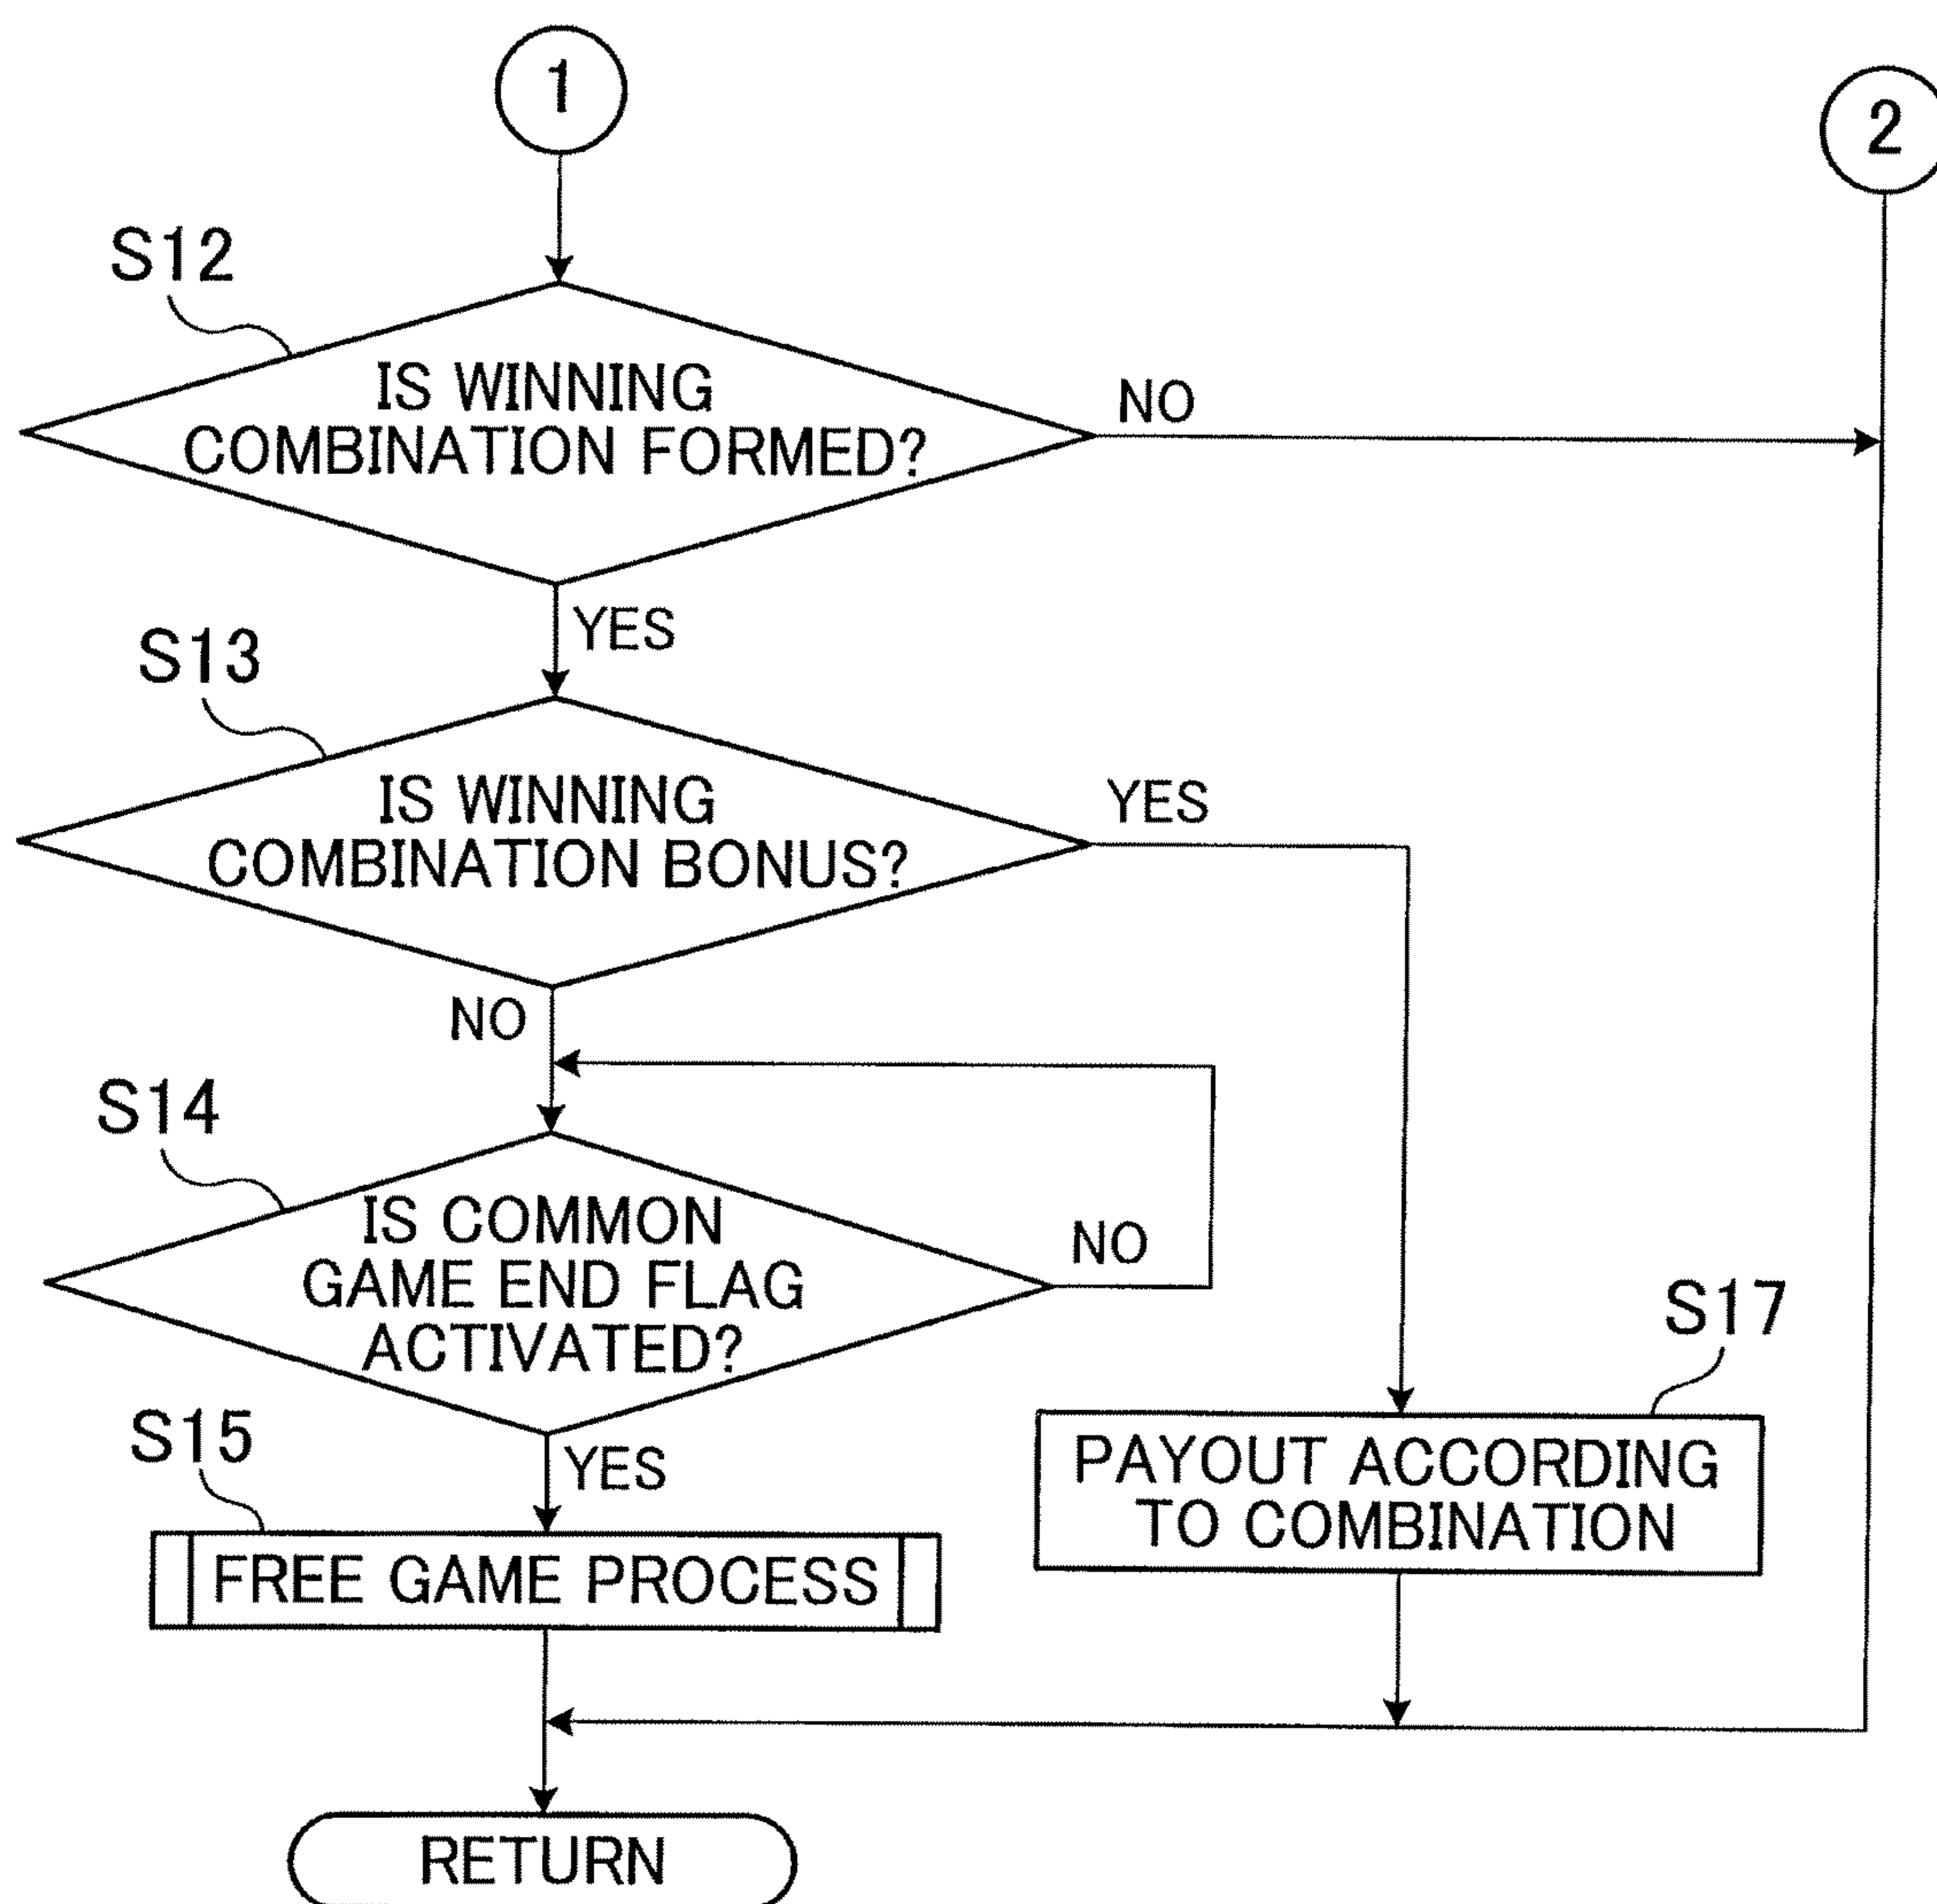 1
2
S12
IS WINNING
COMBINATION FORMED?
NO
YES
S13
IS WINNING
COMBINATION BONUS?
YES
NO
S14
IS COMMON
GAME END FLAG
ACTIVATED?
NO
YES
S15
FREE GAME PROCESS
S17
PAYOUT ACCORDING
TO COMBINATION
RETURN